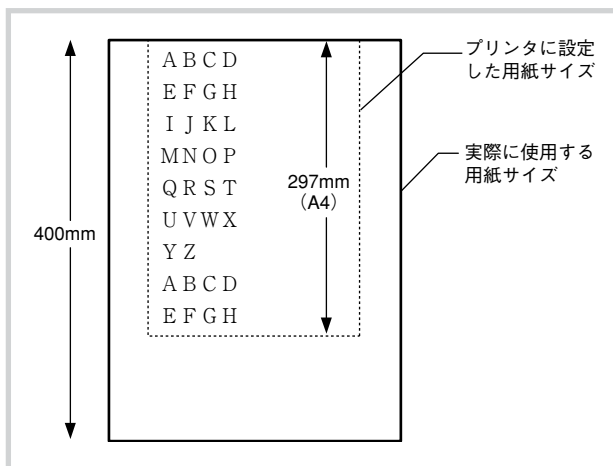 A B C D
E F G H
I J K L
M N O P
Q R S T
U V W X
Y Z
A B C D
E F G H
400mm
297mm
（A4）
プリンタに設定
した用紙サイズ
実際に使用する
用紙サイズ